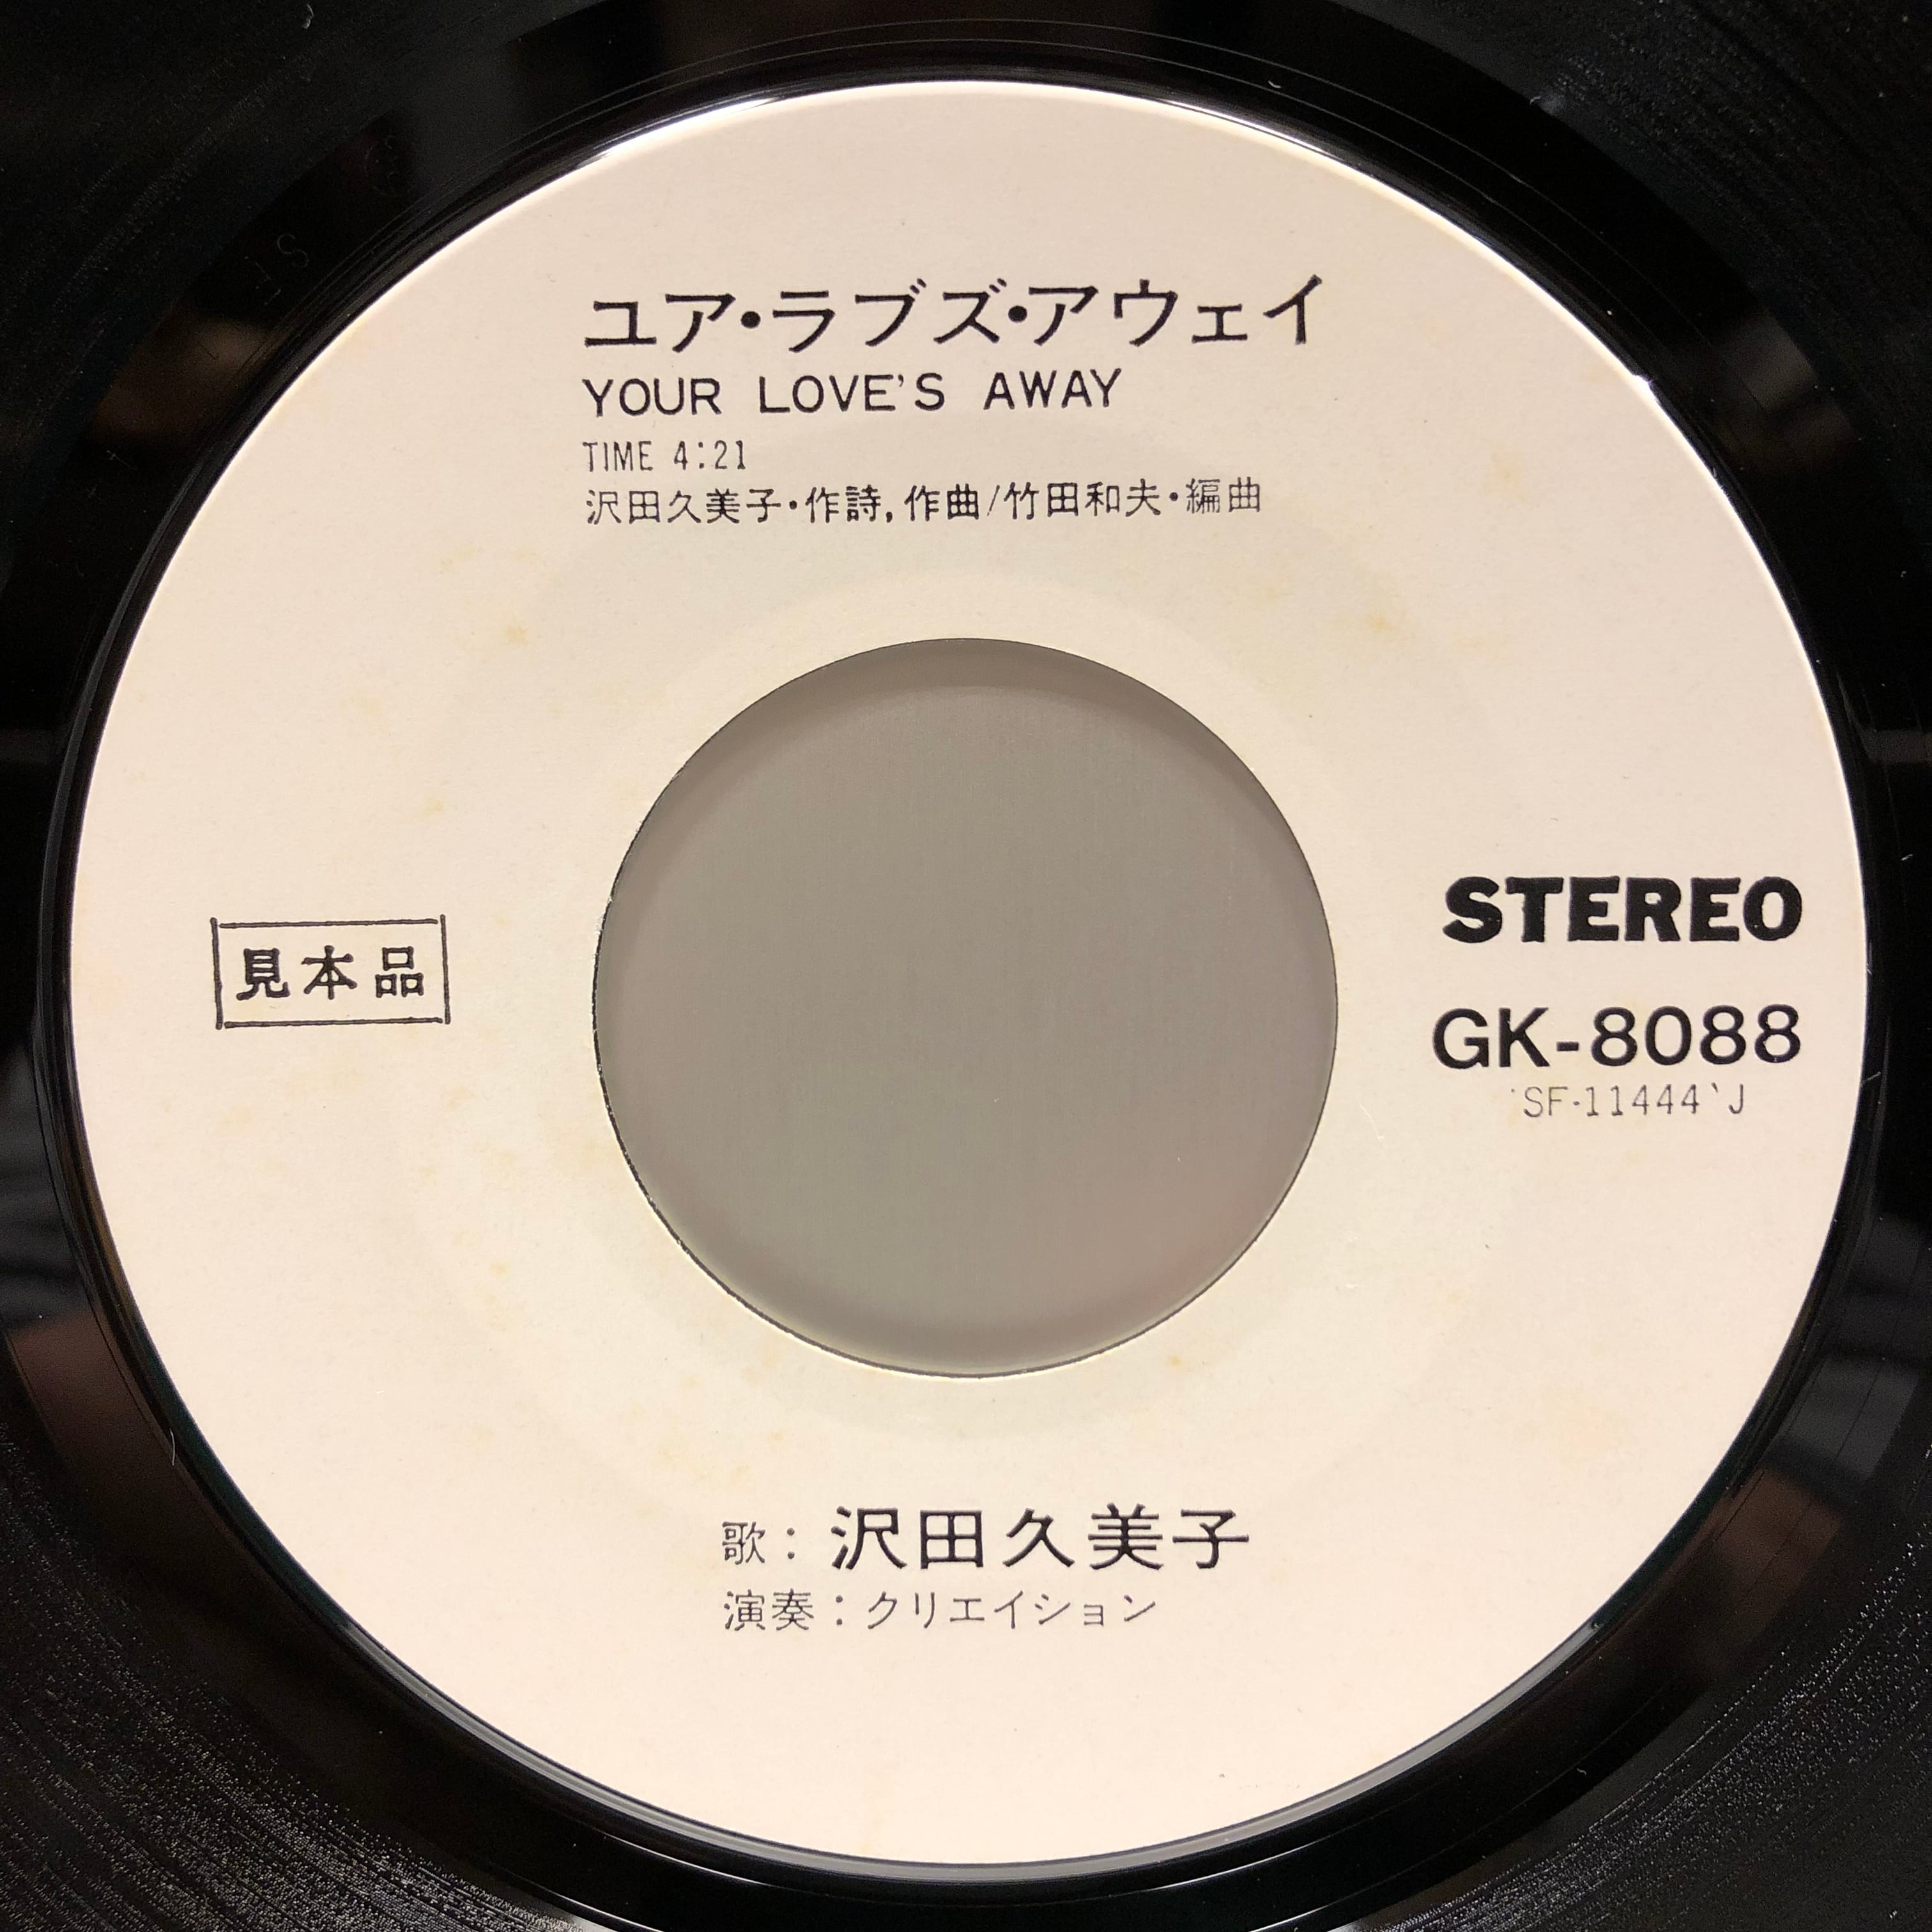 ユア・ラブズ・アウェイ
YOUR LOVE'S AWAY
TIME 4:21
沢田久美子・作詩,作曲/竹田和夫・編曲
見本品
STEREO
GK-8088
'SF-11444'J
歌：沢田久美子
演奏：クリエイション